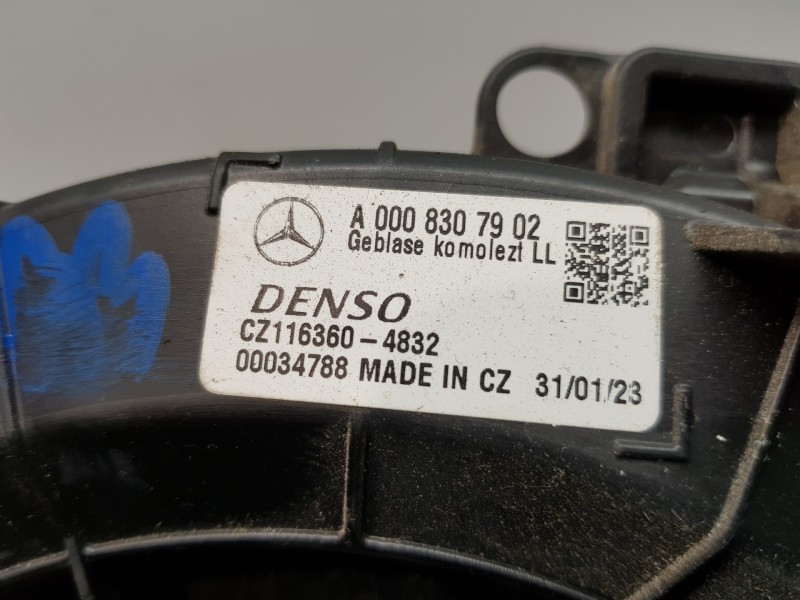 A 000 830 79 02
Geblase komolezt LL
DENSO
CZ116360-4832
00034788 MADE IN CZ 31/01/23